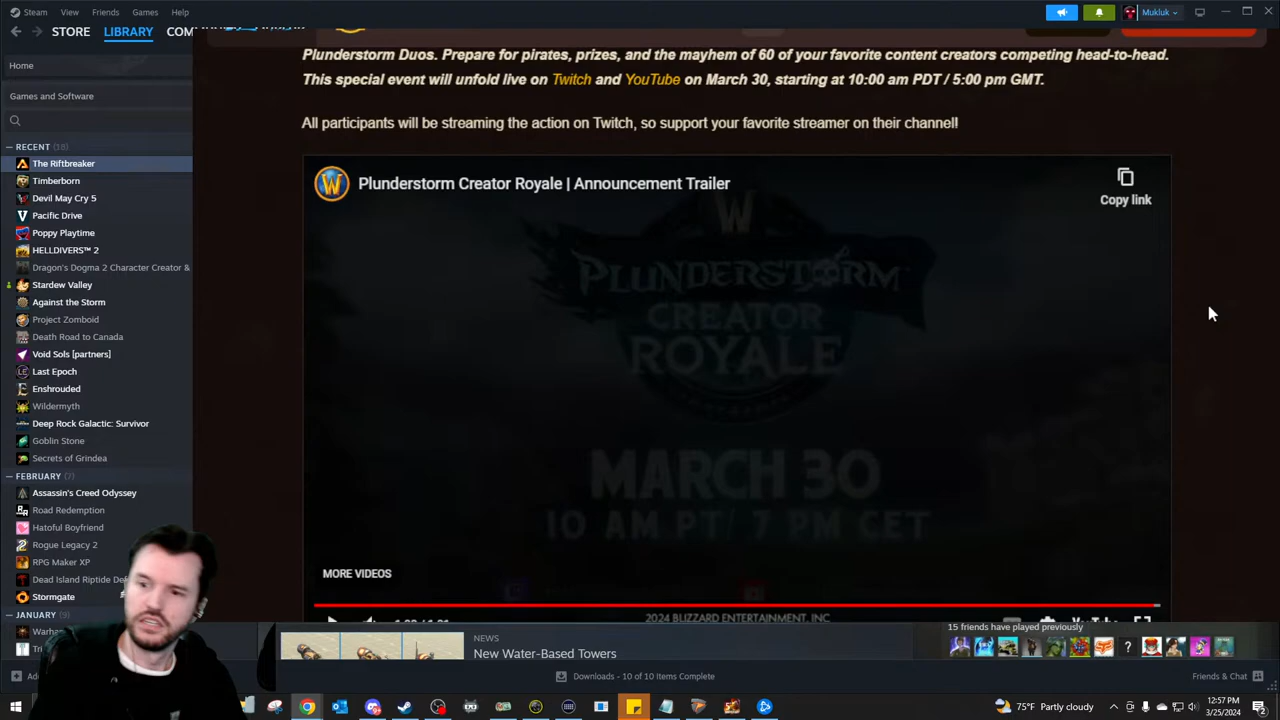 Steam View Friends Games Help
Mukluk
STORE LIBRARY
Plunderstorm Duos. Prepare for pirates, prizes, and the mayhem of 60 of your favorite content creators competing head-to-head.
This special event will unfold live on Twitch and YouTube on March 30, starting at 10:00 am PDT / 5:00 pm GMT.
All participants will be streaming the action on Twitch, so support your favorite streamer on their channel!
Plunderstorm Creator Royale | Announcement Trailer
Copy link
W
PLUNDERSTORM
CREATOR
ROYALE
MARCH 30
10 AM PT/ 7 PM CET
MORE VIDEOS
2024 BLIZZARD ENTERTAINMENT, INC
Home
Games and Software
RECENT (18)
The Riftbreaker
Timberborn
Devil May Cry 5
Pacific Drive
Poppy Playtime
HELLDIVERS™ 2
Dragon's Dogma 2 Character Creator &
Stardew Valley
Against the Storm
Project Zomboid
Death Road to Canada
Void Sols [partners]
Last Epoch
Enshrouded
Wildermyth
Deep Rock Galactic: Survivor
Goblin Stone
Secrets of Grindea
FEBRUARY (7)
Assassin's Creed Odyssey
Road Redemption
Hatoful Boyfriend
Rogue Legacy 2
RPG Maker XP
Dead Island Riptide
Stormgate
JANUARY (9)
NEWS
New Water-Based Towers
15 friends have played previously
Downloads - 10 of 10 Items Complete
Friends & Chat
75°F Partly cloudy
12:57 PM
3/25/2024